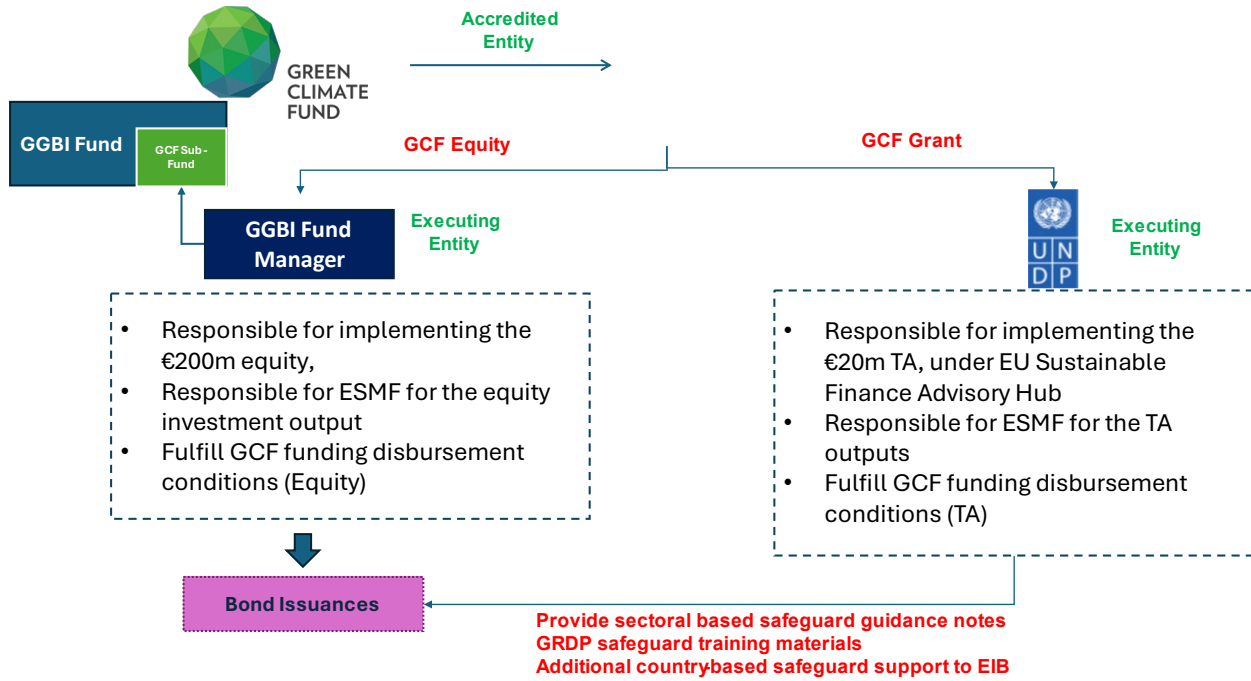 Accredited
Entity
GREEN
CLIMATE
FUND
GGBI Fund
GCF Sub-
Fund
GCF Equity
GCF Grant
GGBI Fund
Manager
Executing
Entity
U N
D P
Executing
Entity
• Responsible for implementing the
€200m equity,
• Responsible for ESMF for the equity
investment output
• Fulfill GCF funding disbursement
conditions (Equity)
• Responsible for implementing the
€20m TA, under EU Sustainable
Finance Advisory Hub
• Responsible for ESMF for the TA
outputs
• Fulfill GCF funding disbursement
conditions (TA)
Bond Issuances
Provide sectoral based safeguard guidance notes
GRDP safeguard training materials
Additional country-based safeguard support to EIB